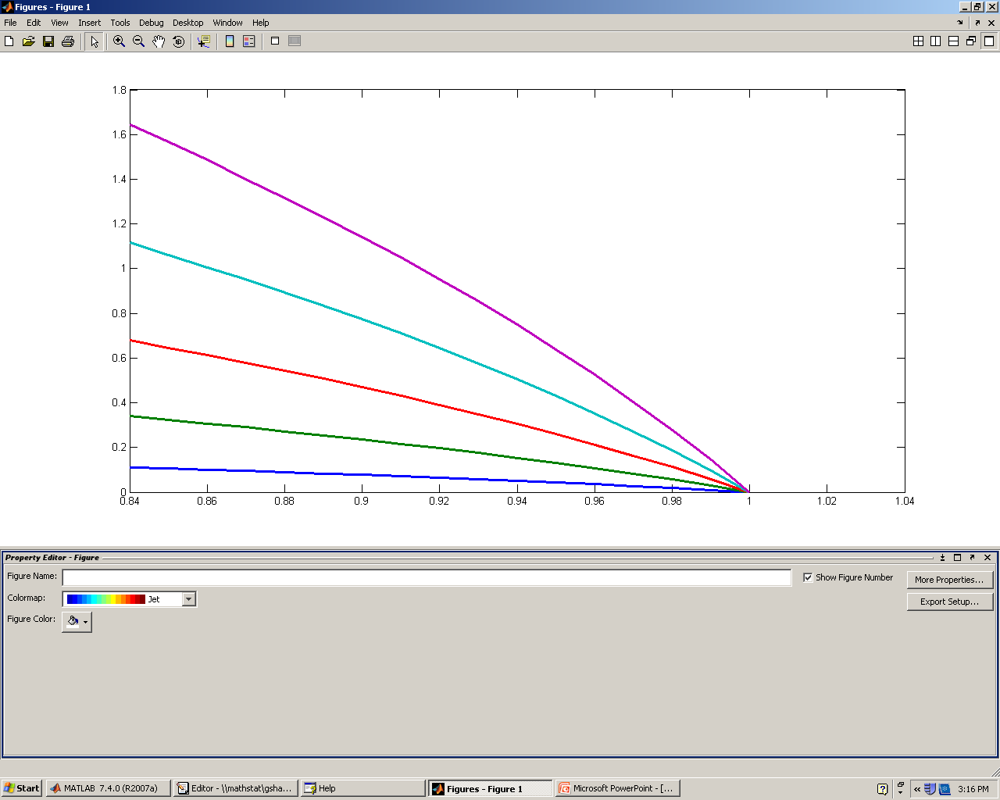 Figures - Figure 1
File Edit View Insert Tools Debug Desktop Window Help
1.8
1.6
1.4
1.2
1
0.8
0.6
0.4
0.2
0
0.84 0.86 0.88 0.9 0.92 0.94 0.96 0.98 1 1.02 1.04
Property Editor - Figure
Figure Name: Show Figure Number More Properties...
Colormap: Jet Export Setup...
Figure Color:
Start MATLAB 7.4.0 (R2007a) Editor - \\mathstat\gsha... Help Figures - Figure 1 Microsoft PowerPoint - [... « 3:16 PM